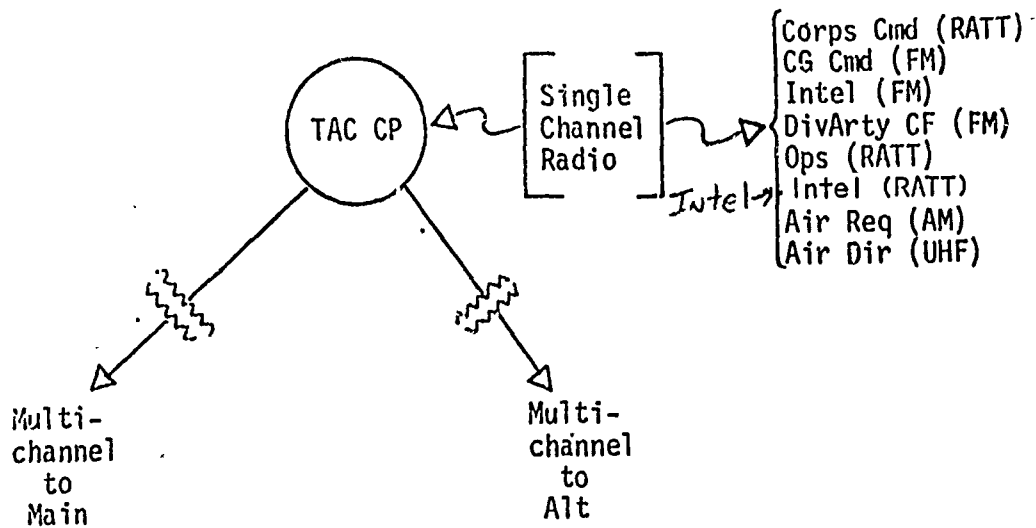 TAC CP
Single
Channel
Radio
Corps Cmd (RATT)
CG Cmd (FM)
Intel (FM)
DivArty CF (FM)
Ops (RATT)
Intel
Intel (RATT)
Air Req (AM)
Air Dir (UHF)
Multi-
channel
to
Main
Multi-
channel
to
Alt